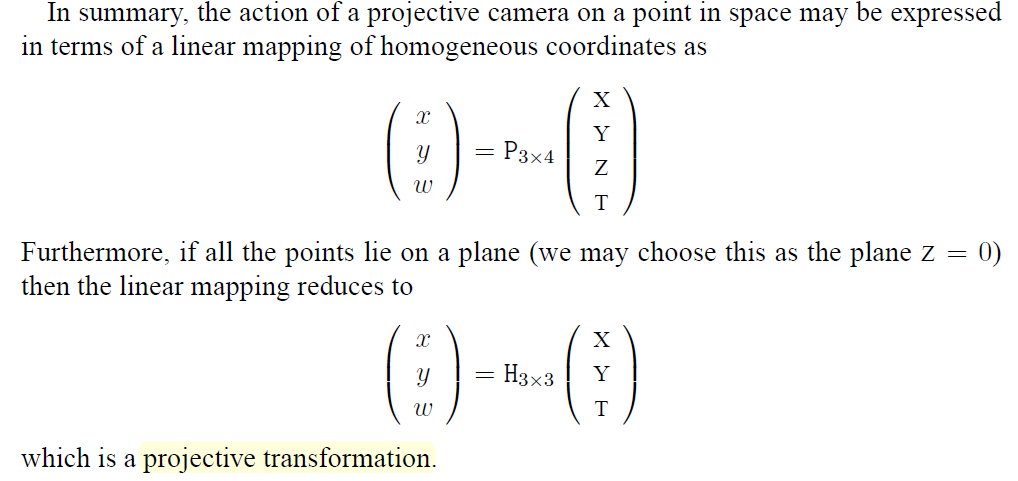 In summary, the action of a projective camera on a point in space may be expressed
in terms of a linear mapping of homogeneous coordinates as
( x y w ) = P3×4 ( X Y Z T )
Furthermore, if all the points lie on a plane (we may choose this as the plane Z = 0)
then the linear mapping reduces to
( x y w ) = H3×3 ( X Y T )
which is a projective transformation.